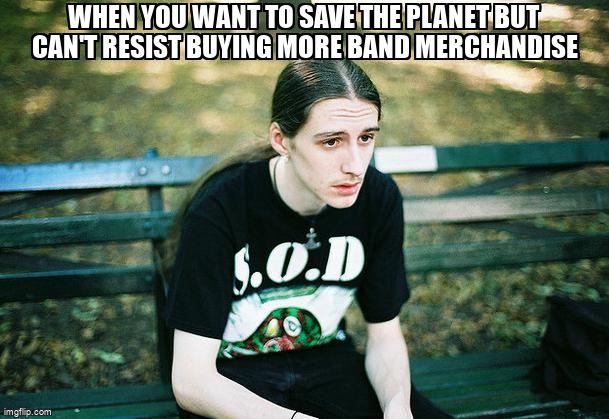 WHEN YOU WANT TO SAVE THE PLANET BUT
CAN'T RESIST BUYING MORE BAND MERCHANDISE
S.O.D
imgflip.com